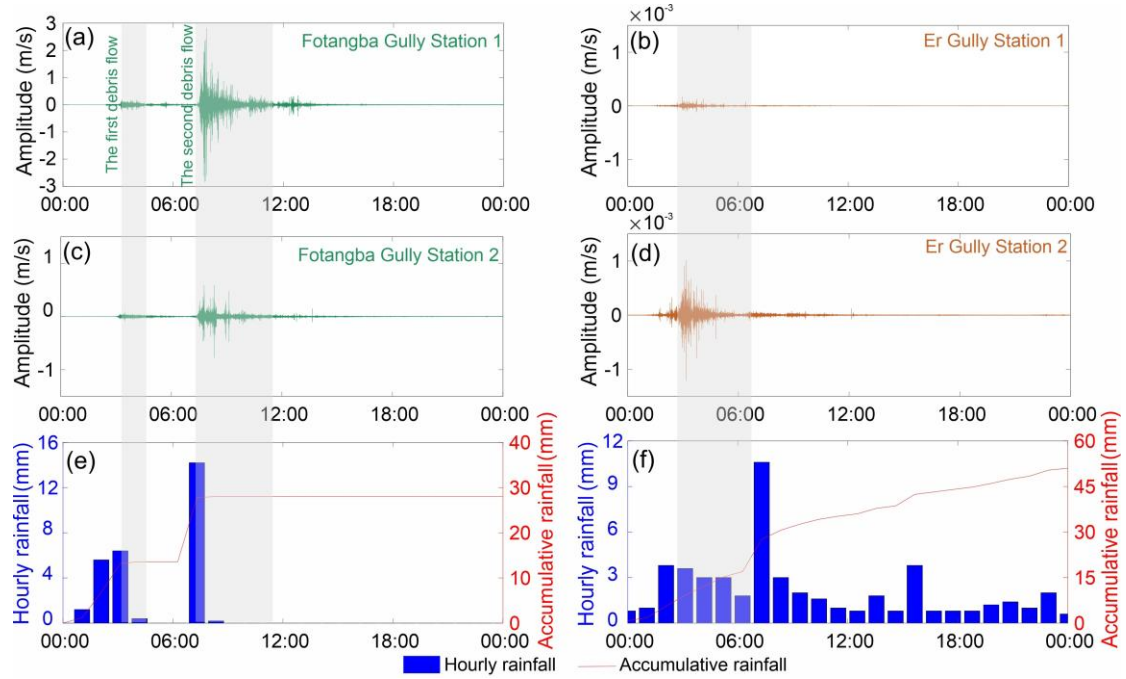 ×10⁻³
(a)
The first debris flow
The second debris flow
Fotangba Gully Station 1
Amplitude (m/s)
3
2
1
0
-1
-2
-3
00:00 06:00 12:00 18:00 00:00
(b)
Er Gully Station 1
Amplitude (m/s)
1
0
-1
00:00 06:00 12:00 18:00 00:00
×10⁻³
(c)
Fotangba Gully Station 2
Amplitude (m/s)
1
0
-1
00:00 06:00 12:00 18:00 00:00
(d)
Er Gully Station 2
Amplitude (m/s)
1
0
-1
00:00 06:00 12:00 18:00 00:00
(e)
Hourly rainfall (mm)
16
12
8
4
0
Accumulative rainfall(mm)
40
30
20
10
0
00:00 06:00 12:00 18:00 00:00
(f)
Hourly rainfall (mm)
12
9
6
3
0
Accumulative rainfall(mm)
60
45
30
15
0
00:00 06:00 12:00 18:00 00:00
Hourly rainfall
Accumulative rainfall